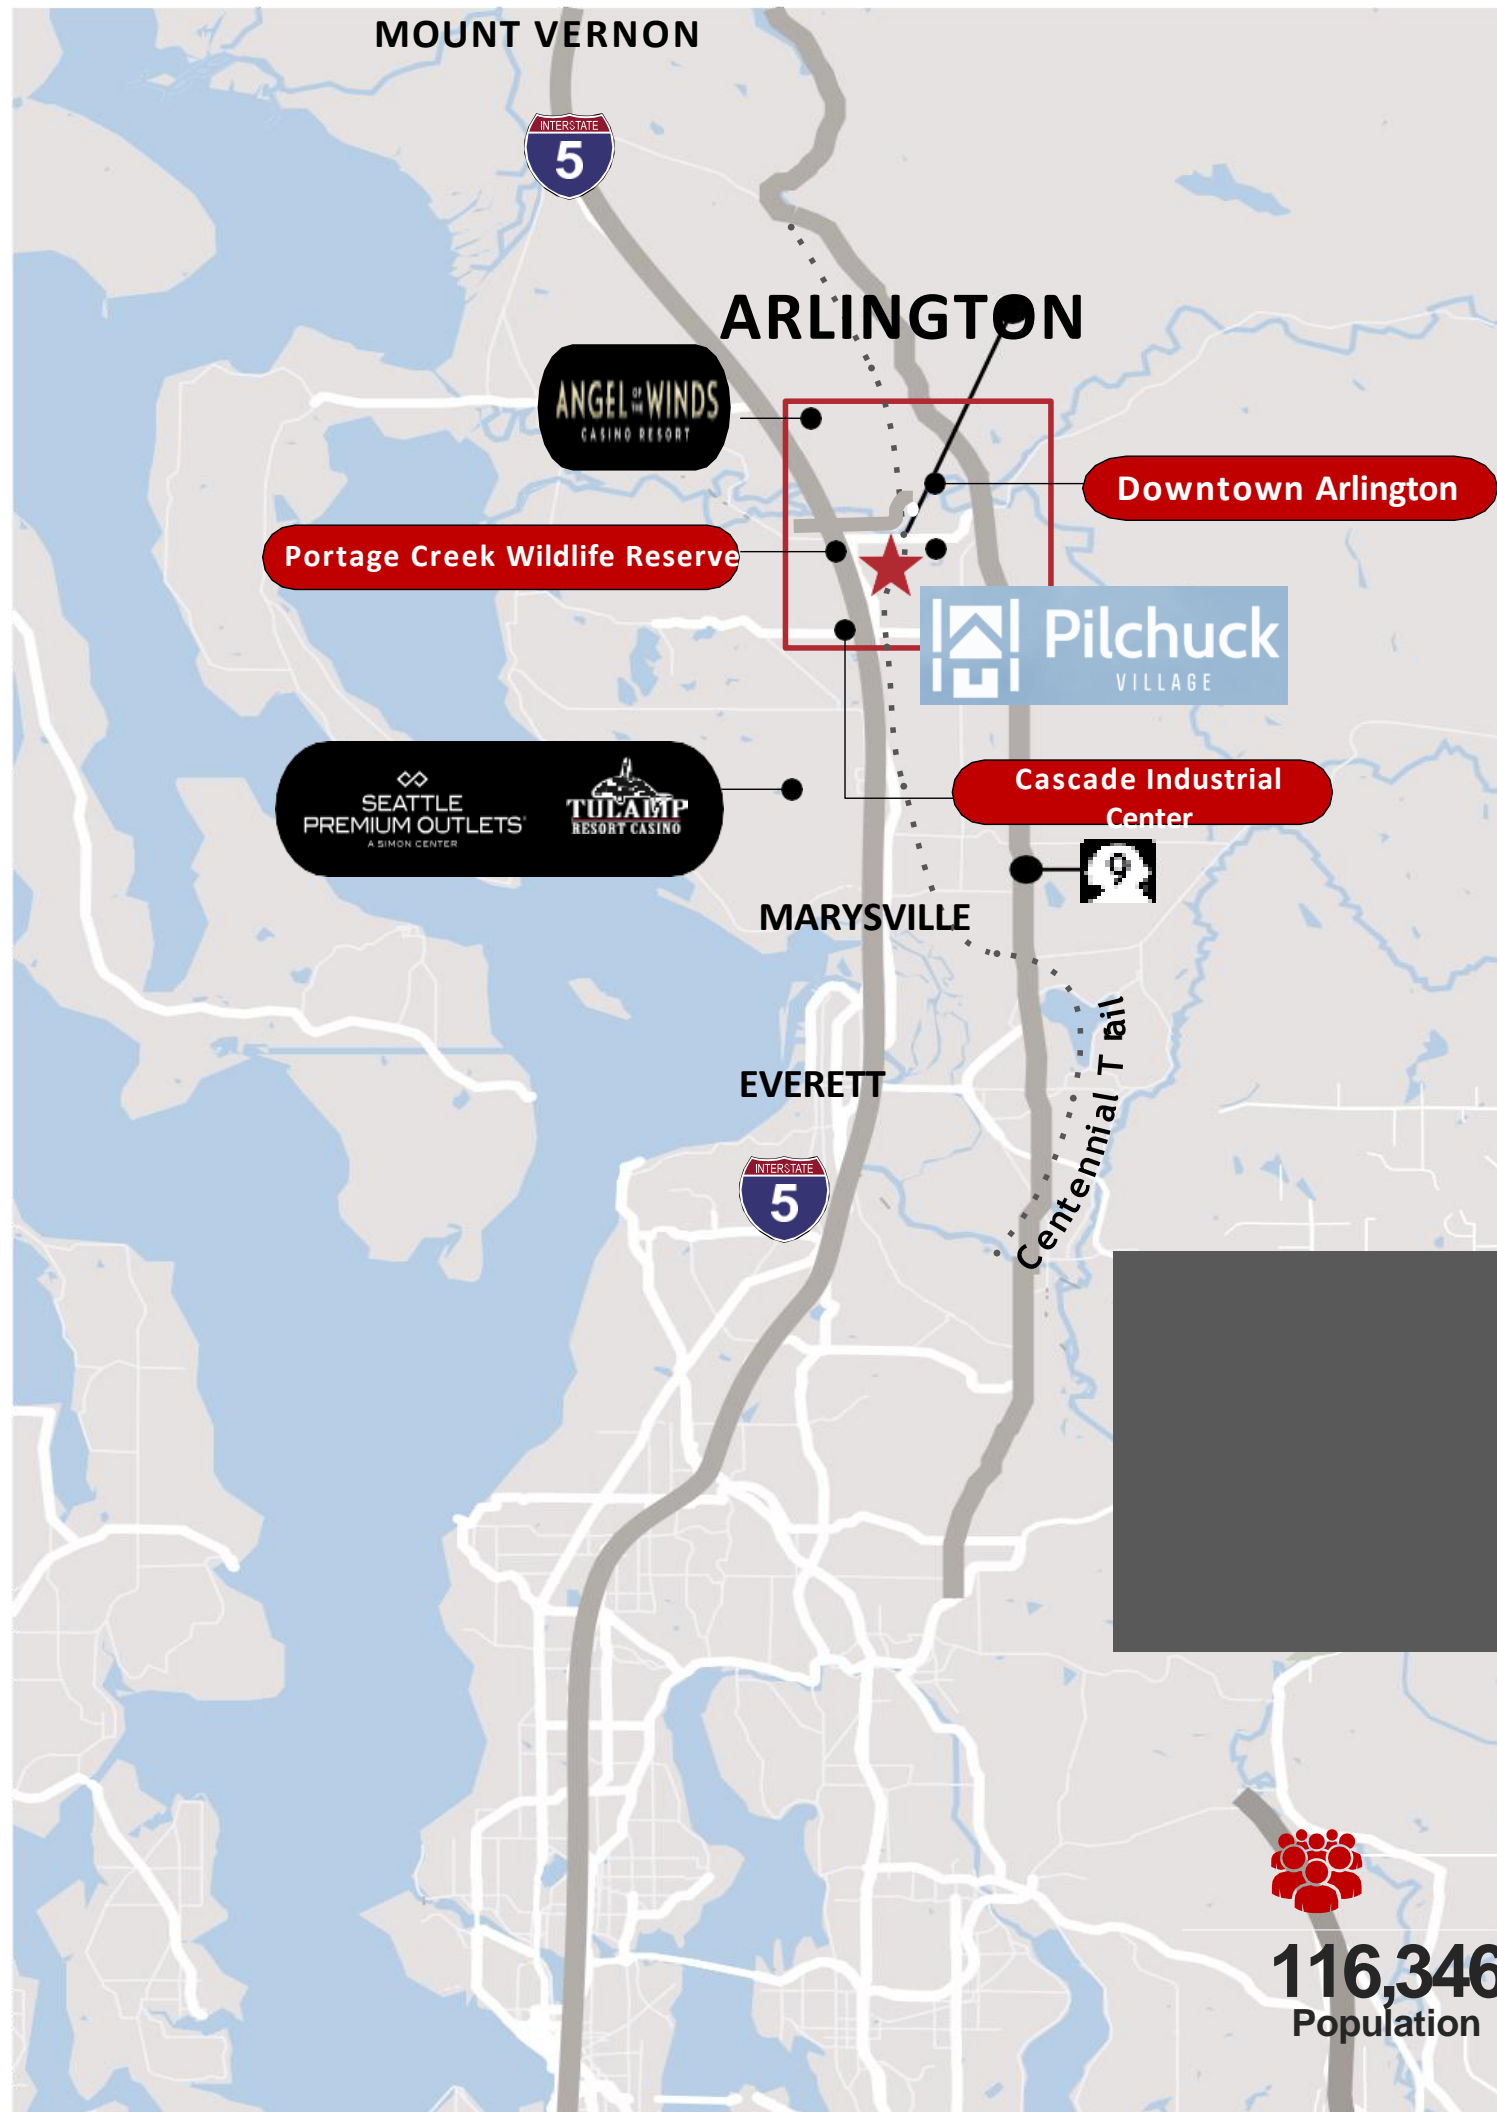 MOUNT VERNON
INTERSTATE
5
ARLINGTON
ANGEL OF THE WINDS
CASINO RESORT
Downtown Arlington
Portage Creek Wildlife Reserve
Pilchuck
VILLAGE
SEATTLE
PREMIUM OUTLETS
A SIMON CENTER
TULALIP
RESORT CASINO
Cascade Industrial
Center
9
MARYSVILLE
Centennial Trail
EVERETT
INTERSTATE
5
116,346
Population